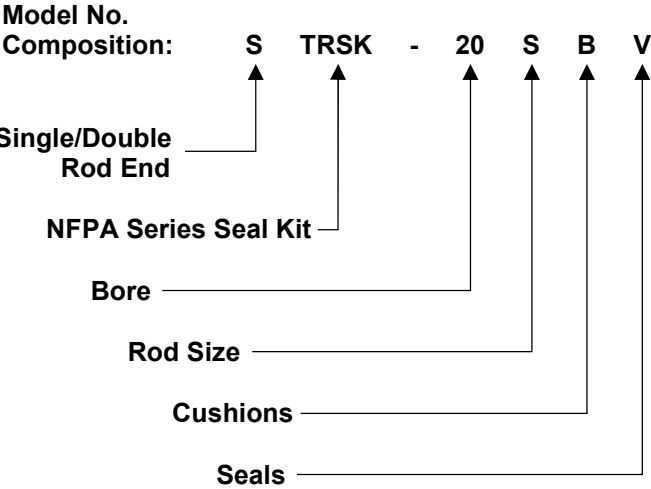 Model No.
Composition: S TRSK - 20 S B V
Single/Double
Rod End
NFPA Series Seal Kit
Bore
Rod Size
Cushions
Seals